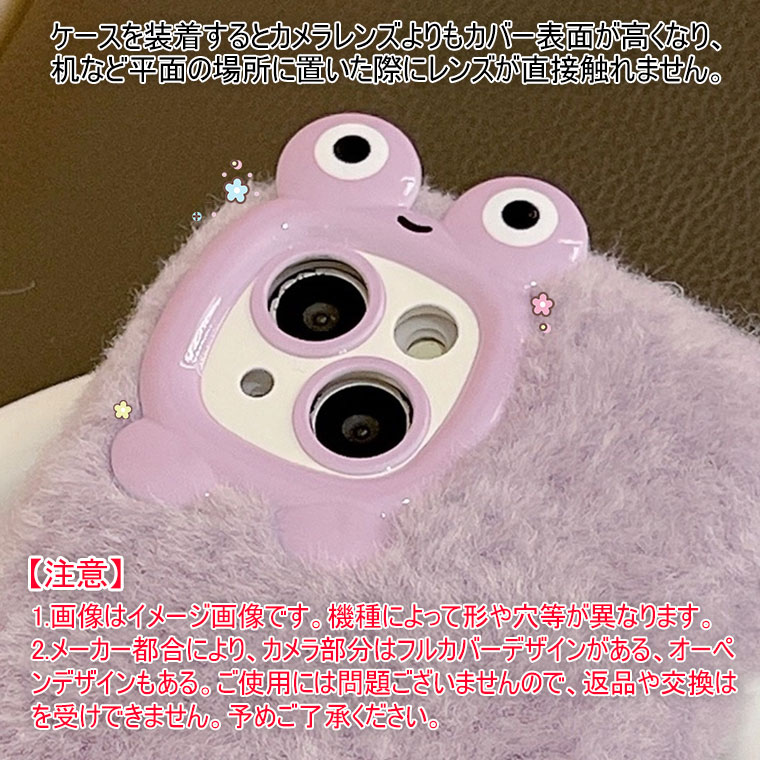 ケースを装着するとカメラレンズよりもカバー表面が高くなり、
机など平面の場所に置いた際にレンズが直接触れません。
【注意】
1.画像はイメージ画像です。機種によって形や穴等が異なります。
2.メーカー都合により、カメラ部分はフルカバーデザインがある、オーペ
ンデザインもある。ご使用には問題ございませんので、返品や交換は
を受けできません。予めご了承ください。